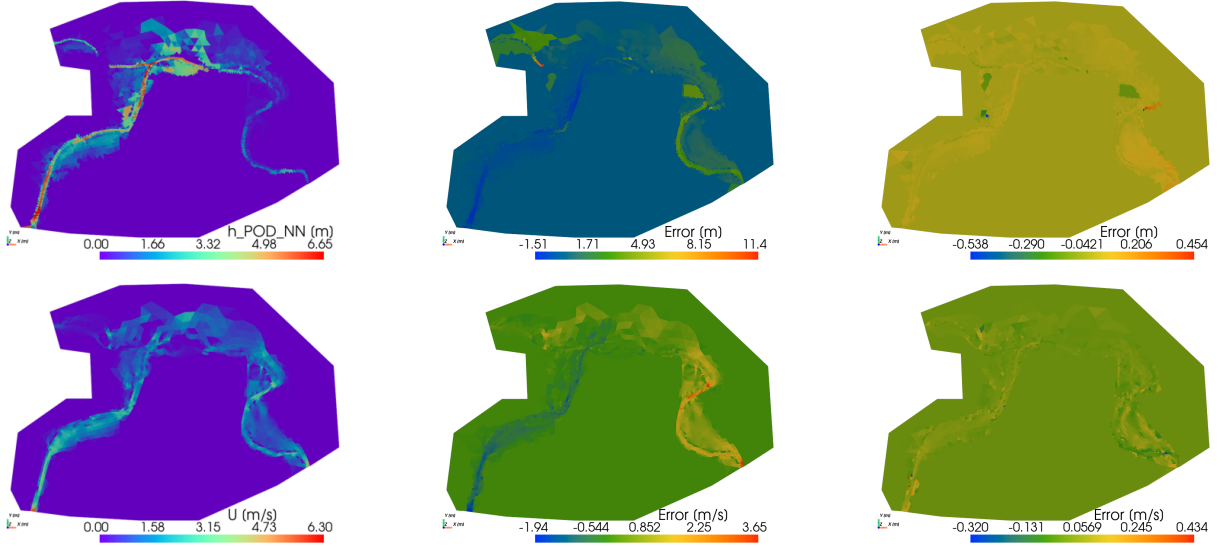 h_POD_NN (m)
0.00 1.66 3.32 4.98 6.65
Error (m)
-1.51 1.71 4.93 8.15 11.4
Error (m)
-0.538 -0.290 -0.0421 0.206 0.454
U (m/s)
0.00 1.58 3.15 4.73 6.30
Error (m/s)
-1.94 -0.544 0.852 2.25 3.65
Error (m/s)
-0.320 -0.131 0.0569 0.245 0.434